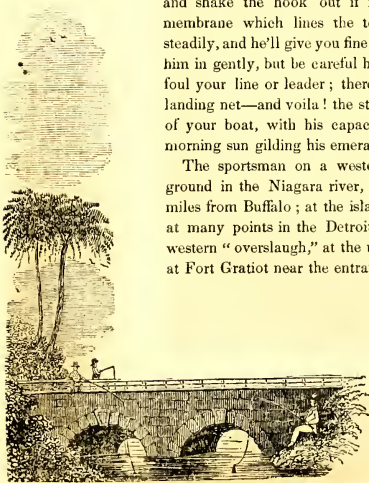 and shake the hook out if
membrane which lines the
steadily, and he'll give you fine
him in gently, but be careful
foul your line or leader ; there
landing net—and voila ! the
of your boat, with his capac
morning sun gilding his emera
The sportsman on a weste
ground in the Niagara river,
miles from Buffalo ; at the isla
at many points in the Detroi
western “ overslaugh,” at the
at Fort Gratiot near the entra